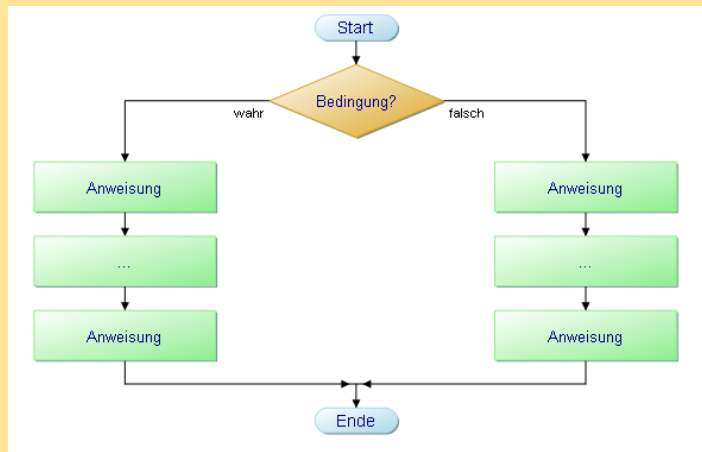 Start
Bedingung?
wahr
falsch
Anweisung
Anweisung
...
...
Anweisung
Anweisung
Ende